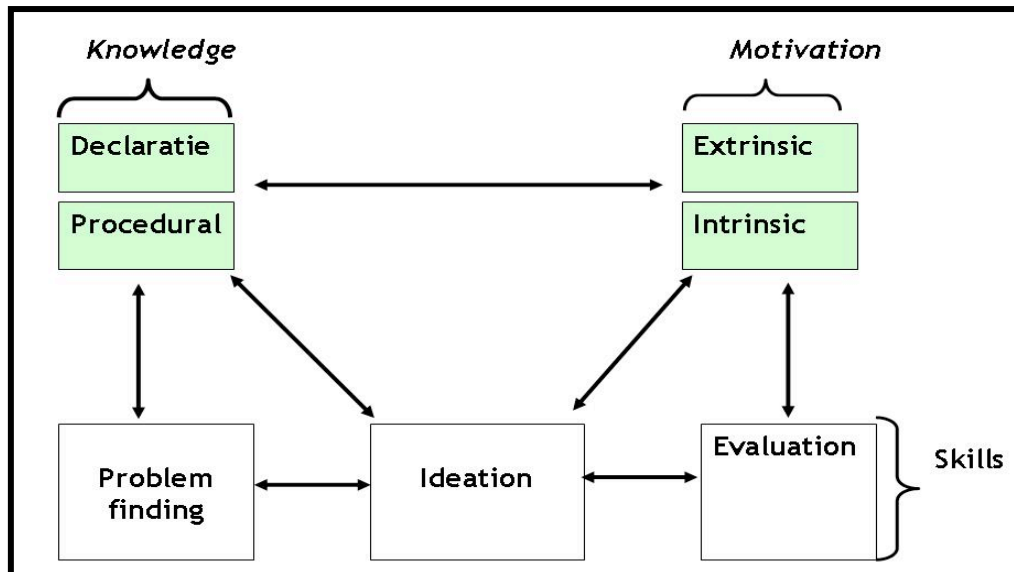 Knowledge
Motivation
Declaratie
Extrinsic
Procedural
Intrinsic
Problem
finding
Ideation
Evaluation
Skills